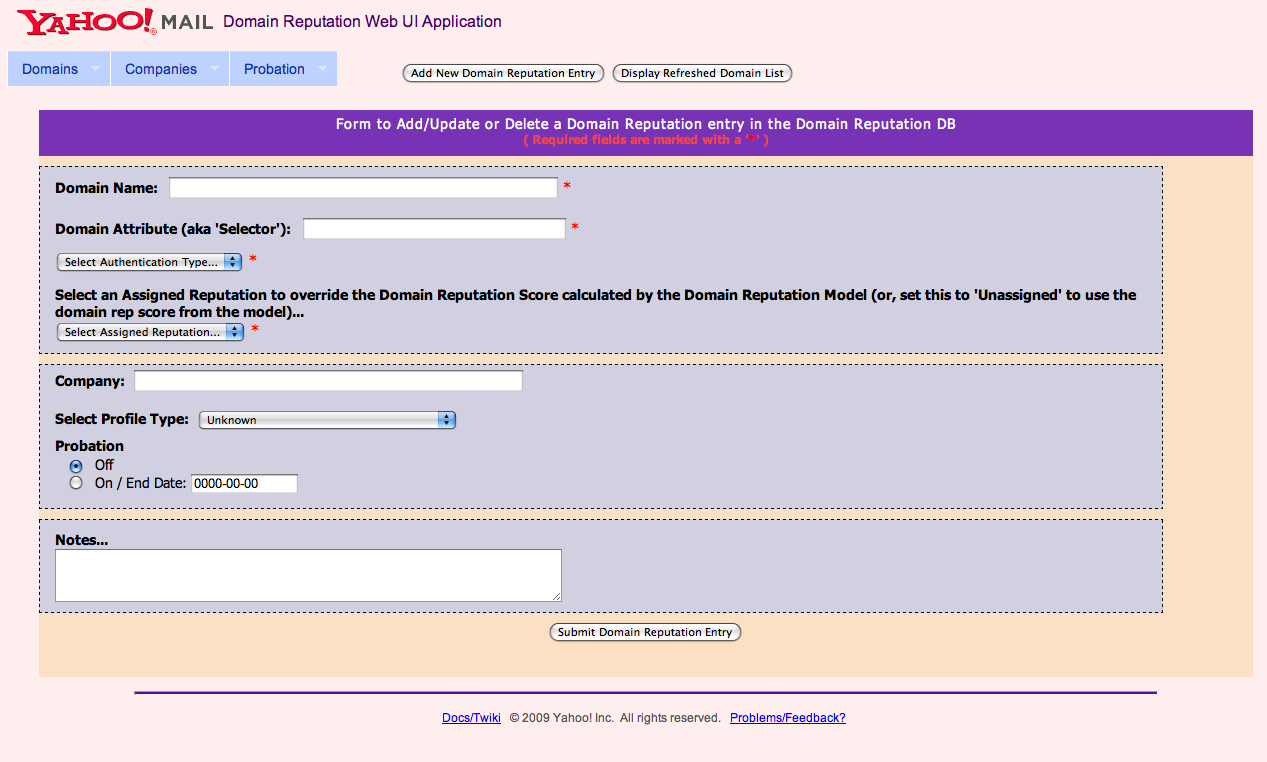 YAHOO! MAIL Domain Reputation Web UI Application
Domains Companies Probation Add New Domain Reputation Entry Display Refreshed Domain List
Form to Add/Update or Delete a Domain Reputation entry in the Domain Reputation DB
( Required fields are marked with a '*' )
Domain Name: *
Domain Attribute (aka 'Selector'): *
Select Authentication Type... *
Select an Assigned Reputation to override the Domain Reputation Score calculated by the Domain Reputation Model (or, set this to 'Unassigned' to use the
domain rep score from the model)...
Select Assigned Reputation... *
Company:
Select Profile Type: Unknown
Probation
Off
On / End Date: 0000-00-00
Notes...
Submit Domain Reputation Entry
Docs/Twiki © 2009 Yahoo! Inc. All rights reserved. Problems/Feedback?